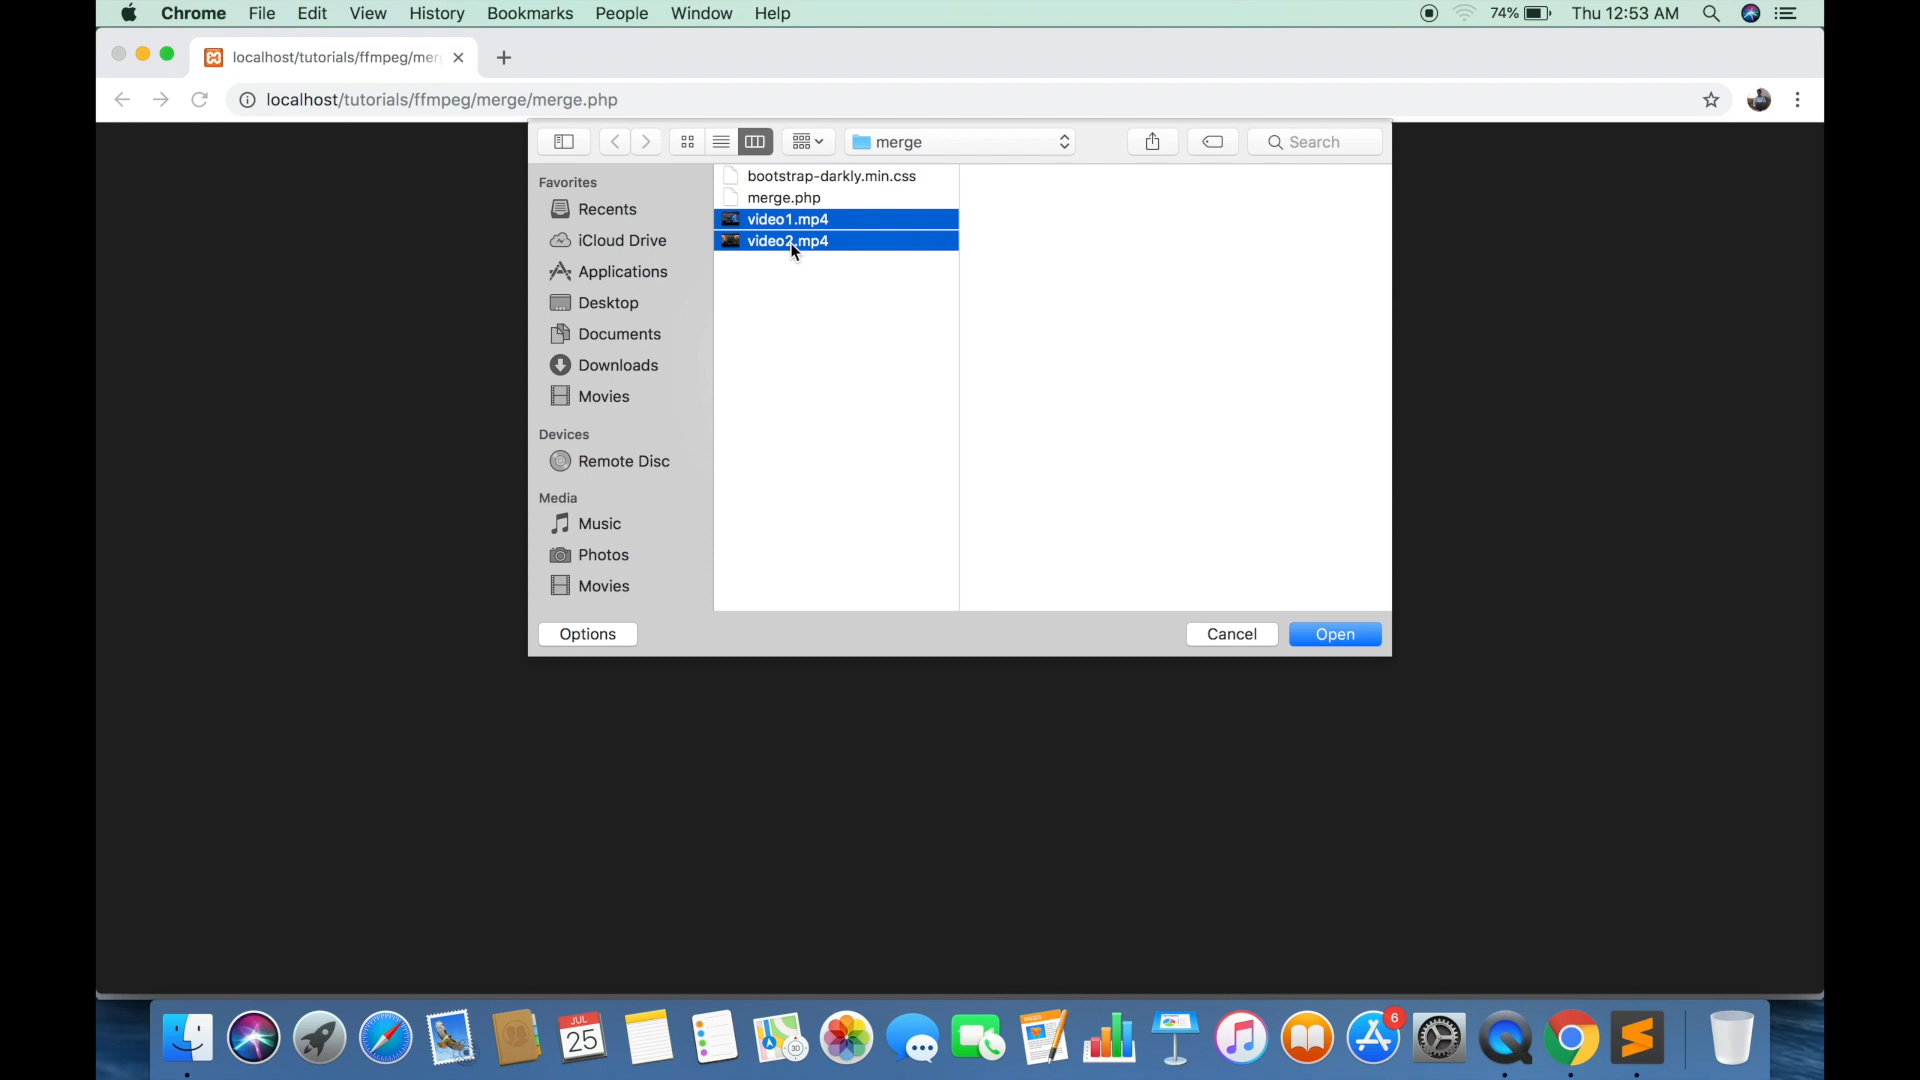 Chrome File Edit View History Bookmarks People Window Help 74% Thu 12:53 AM
localhost/tutorials/ffmpeg/mer
localhost/tutorials/ffmpeg/merge/merge.php
merge Search
Favorites
Recents
iCloud Drive
Applications
Desktop
Documents
Downloads
Movies
Devices
Remote Disc
Media
Music
Photos
Movies
bootstrap-darkly.min.css
merge.php
video1.mp4
video2.mp4
Options Cancel Open
JUL
25
3D
PAGES
6